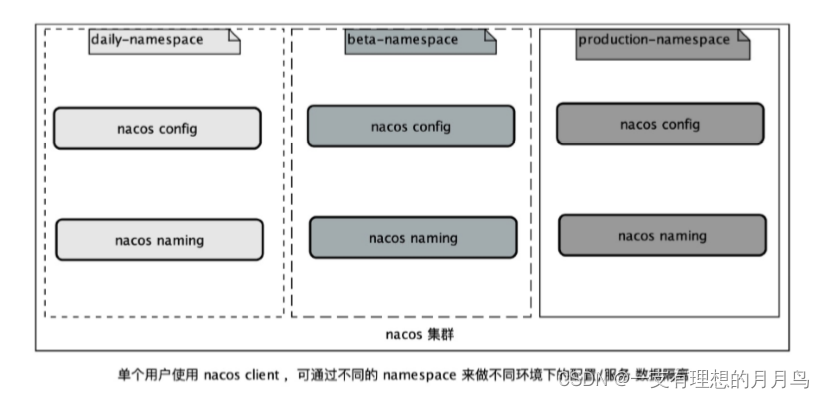 daily-namespace beta-namespace production-namespace
nacos config nacos config nacos config
nacos naming nacos naming nacos naming
nacos 集群
单个用户使用 nacos client ，可通过不同的 namespace 来做不同环境下的配置/服务 数据隔离
CSDN @一又有理想的月月鸟